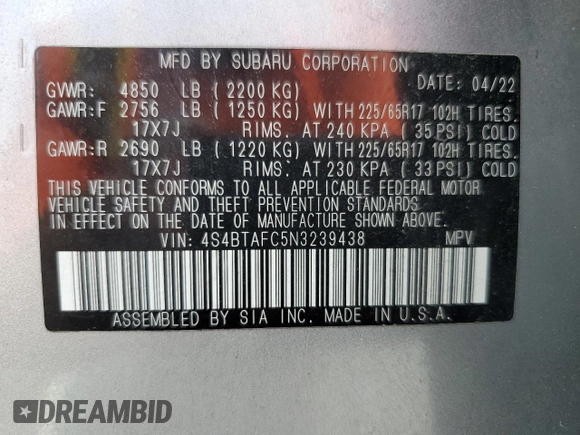 MFD BY SUBARU CORPORATION
DATE: 04/22
GVWR: 4850 LB ( 2200 KG)
GAWR:F 2756 LB ( 1250 KG) WITH 225/65R17 102H TIRES.
17X7J RIMS. AT 240 KPA ( 35 PSI) COLD
GAWR:R 2690 LB ( 1220 KG) WITH 225/65R17 102H TIRES.
17X7J RIMS. AT 230 KPA ( 33 PSI) COLD
THIS VEHICLE CONFORMS TO ALL APPLICABLE FEDERAL MOTOR
VEHICLE SAFETY AND THEFT PREVENTION STANDARDS
IN EFFECT ON THE DATE OF MANUFACTURE SHOWN ABOVE.
VIN: 4S4BTAFC5N3239438 MPV
ASSEMBLED BY SIA INC. MADE IN U.S.A.
DREAMBID